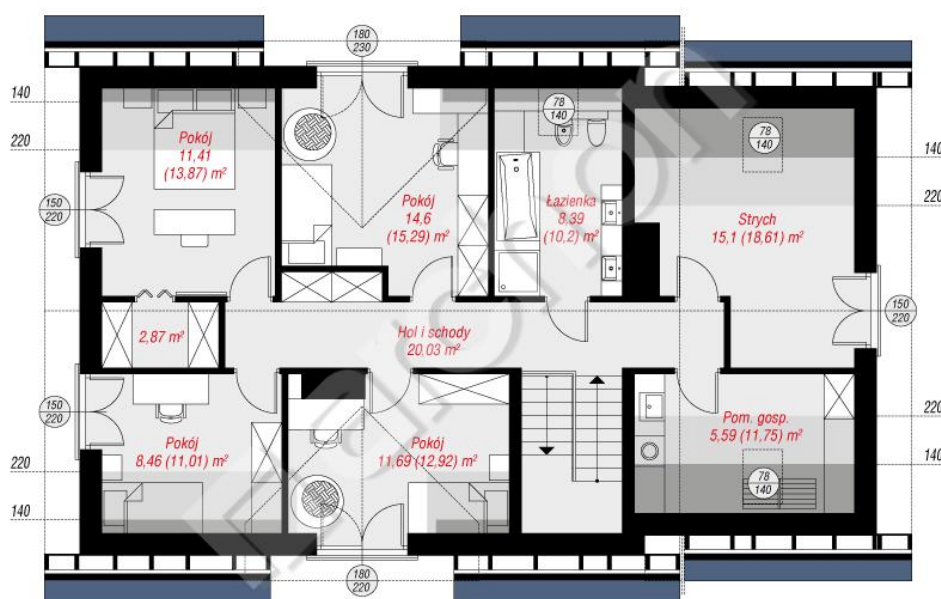 180
230
140
220
78
140
78
140
140
220
Pokój
11,41
(13,87) m²
Pokój
14,6
(15,29) m²
Łazienka
8,39
(10,2) m²
Strych
15,1 (18,61) m²
150
220
2,87 m²
Hol i schody
20,03 m²
150
220
150
220
Pokój
8,46 (11,01) m²
Pokój
11,69 (12,92) m²
Pom. gosp.
5,59 (11,75) m²
220
140
78
140
220
140
180
220
archon